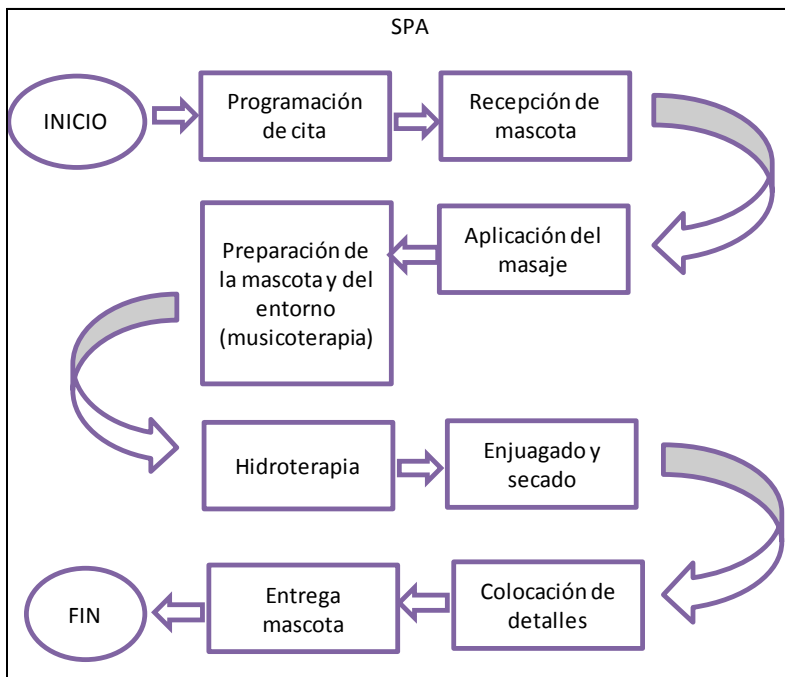 SPA
INICIO
Programación
de cita
Recepción de
mascota
Aplicación del
masaje
Preparación de
la mascota y del
entorno
(musicoterapia)
Hidroterapia
Enjuagado y
secado
Colocación de
detalles
Entrega
mascota
FIN